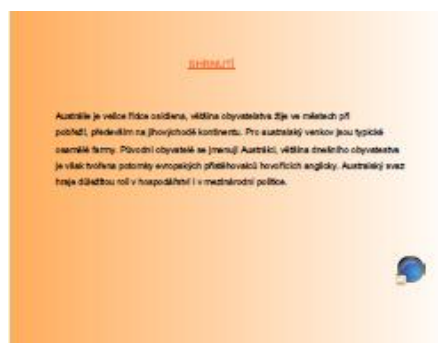 SHRNUTÍ
Austrálie je velice řídce osídlena, většina obyvatelstva žije ve městech při
pobřeží, především na jihovýchodě kontinentu. Pro australský venkov jsou typické
osamělé farmy. Původní obyvatelé se jmenují Austrálci, většina dnešního obyvatelstva
je však tvořena potomky evropských přistěhovalců hovořících anglicky. Australský svaz
hraje důležitou roli v hospodářství i v mezinárodní politice.